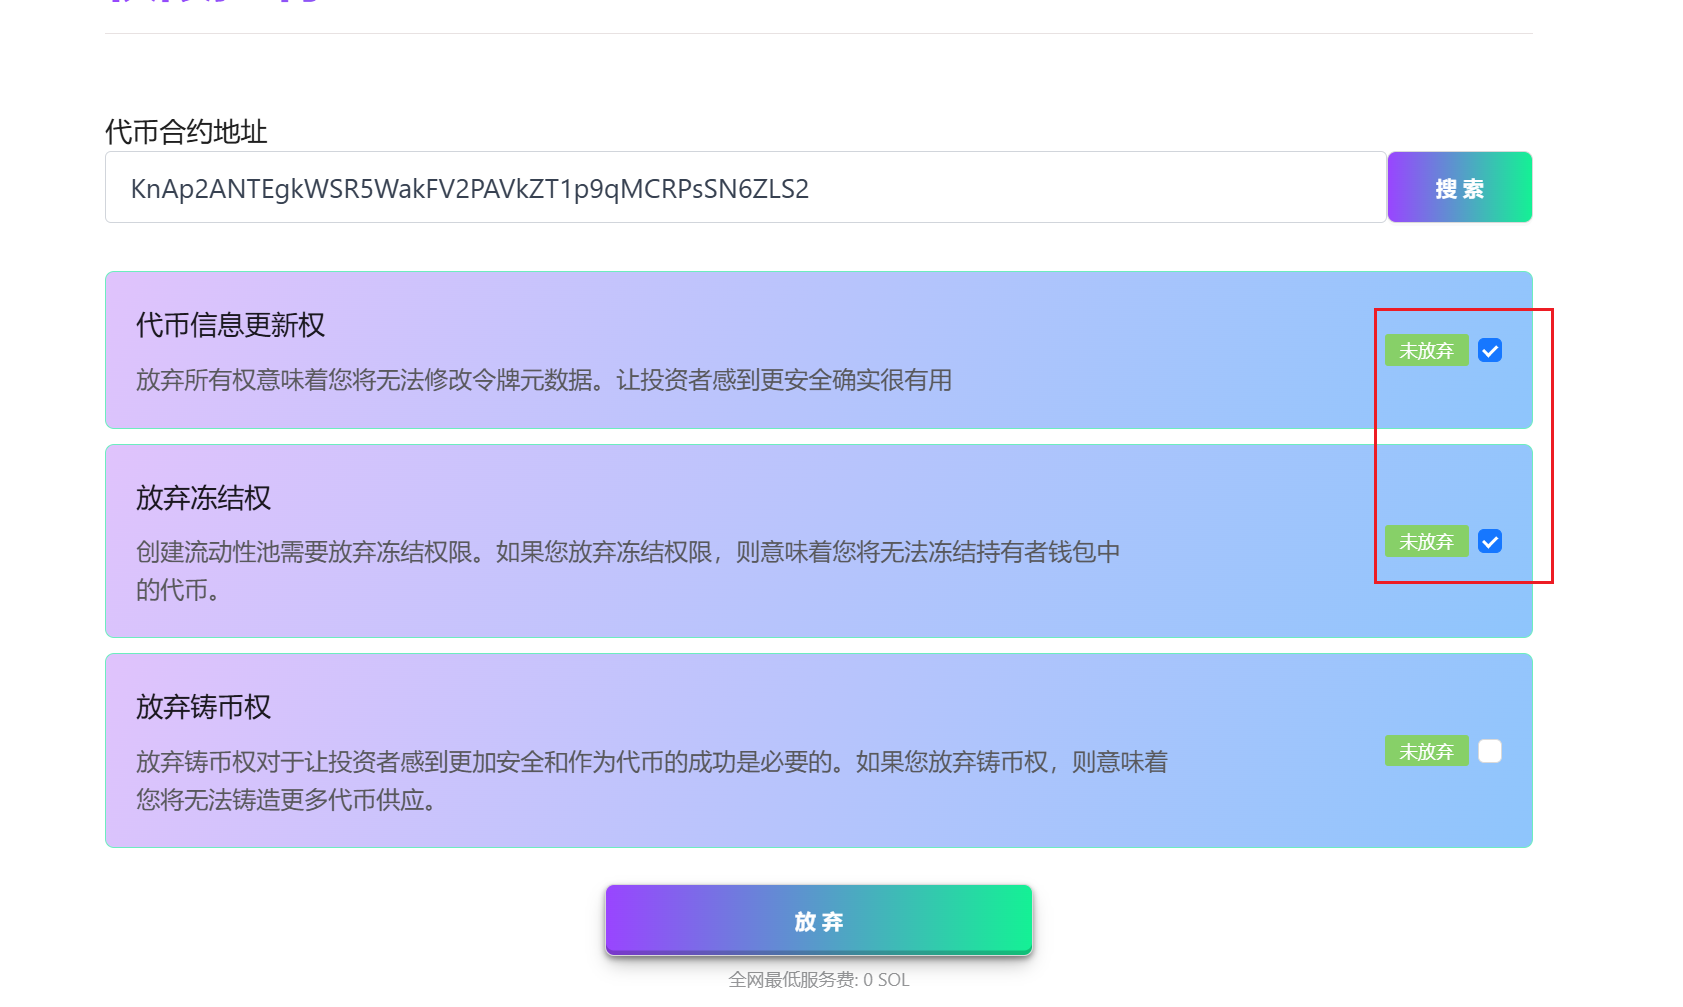 代币合约地址
KnAp2ANTEgkWSR5WakFV2PAVkZT1p9qMCRPsSN6ZLS2
搜索
代币信息更新权
放弃所有权意味着您将无法修改令牌元数据。让投资者感到更安全确实很有用
未放弃
放弃冻结权
创建流动性池需要放弃冻结权限。如果您放弃冻结权限，则意味着您将无法冻结持有者钱包中
的代币。
未放弃
放弃铸币权
放弃铸币权对于让投资者感到更加安全和作为代币的成功是必要的。如果您放弃铸币权，则意味着
您将无法铸造更多代币供应。
未放弃
放弃
全网最低服务费: 0 SOL